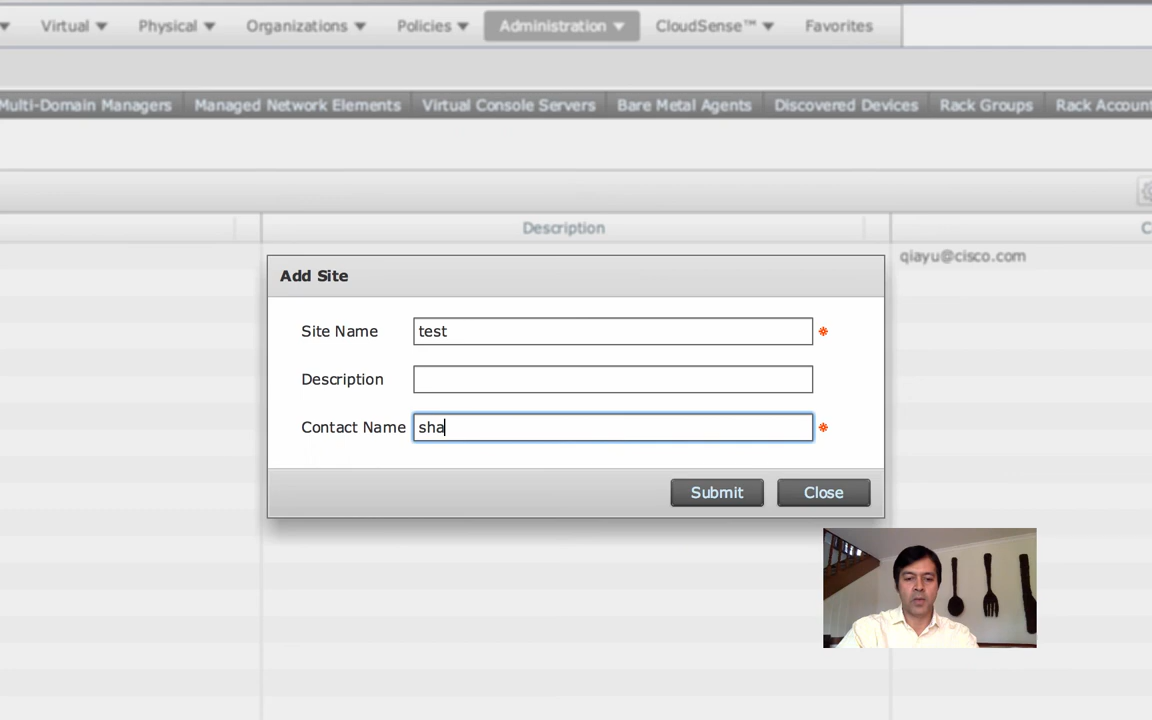 Virtual Physical Organizations Policies Administration CloudSense™ Favorites
Multi-Domain Managers Managed Network Elements Virtual Console Servers Bare Metal Agents Discovered Devices Rack Groups Rack Account
Description C
qiayu@cisco.com
Add Site
Site Name test
Description
Contact Name sha
Submit Close